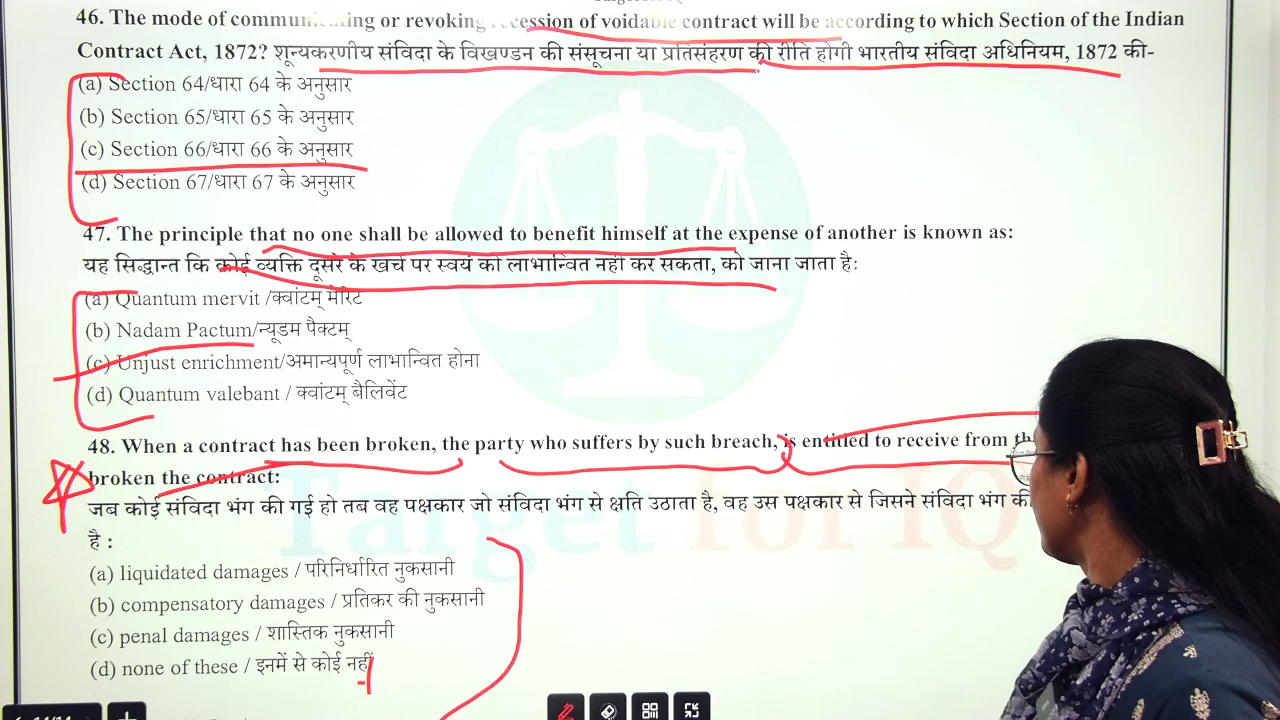 46. The mode of communicating or revoking rescession of voidable contract will be according to which Section of the Indian
Contract Act, 1872? शून्यकरणीय संविदा के विखण्डन की संसूचना या प्रतिसंहरण की रीति होगी भारतीय संविदा अधिनियम, 1872 की-
(a) Section 64/धारा 64 के अनुसार
(b) Section 65/धारा 65 के अनुसार
(c) Section 66/धारा 66 के अनुसार
(d) Section 67/धारा 67 के अनुसार
47. The principle that no one shall be allowed to benefit himself at the expense of another is known as:
यह सिद्धान्त कि कोई व्यक्ति दूसरे के खर्चे पर स्वयं को लाभान्वित नहीं कर सकता, को जाना जाता है:
(a) Quantum mervit /क्वांटम् मेरिट
(b) Nadam Pactum/न्यूडम पैक्टम्
(c) Unjust enrichment/अमान्यपूर्ण लाभान्वित होना
(d) Quantum valebant / क्वांटम् बैलिवेंट
48. When a contract has been broken, the party who suffers by such breach, is entitled to receive from
broken the contract:
जब कोई संविदा भंग की गई हो तब वह पक्षकार जो संविदा भंग से क्षति उठाता है, वह उस पक्षकार से जिसने संविदा भंग की
है :
(a) liquidated damages / परिनिर्धारित नुकसानी
(b) compensatory damages / प्रतिकर की नुकसानी
(c) penal damages / शास्तिक नुकसानी
(d) none of these / इनमें से कोई नहीं
Target for IQ